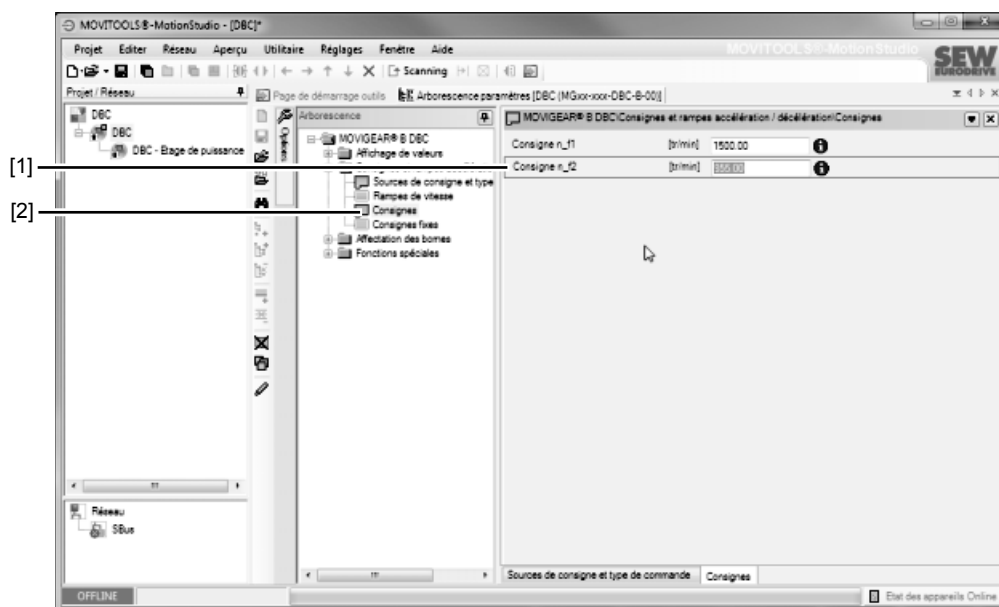 MOVITOOLS®-MotionStudio - [DBC]*
Projet Editer Réseau Aperçu Utilitaire Réglages Fenêtre Aide
MOVITOOLS®-MotionStudio
SEW
EURODRIVE
Scanning
Projet / Réseau
Page de démarrage outils
Arborescence paramètres [DBC (MGxx-xxx-DBC-B-00)]
DBC
DBC
DBC - Etage de puissance
Arborescence
MOVIGEAR® B DBC
Affichage de valeurs
Sources de consigne et type
Rampes de vitesse
Consignes
Consignes fixes
Affectation des bornes
Fonctions spéciales
MOVIGEAR® B DBC\Consignes et rampes accélération / décélération\Consignes
Consigne n_f1 [tr/min] 1500.00
Consigne n_f2 [tr/min]
[1]
[2]
Réseau
SBus
Sources de consigne et type de commande
Consignes
OFFLINE
Etat des appareils Online